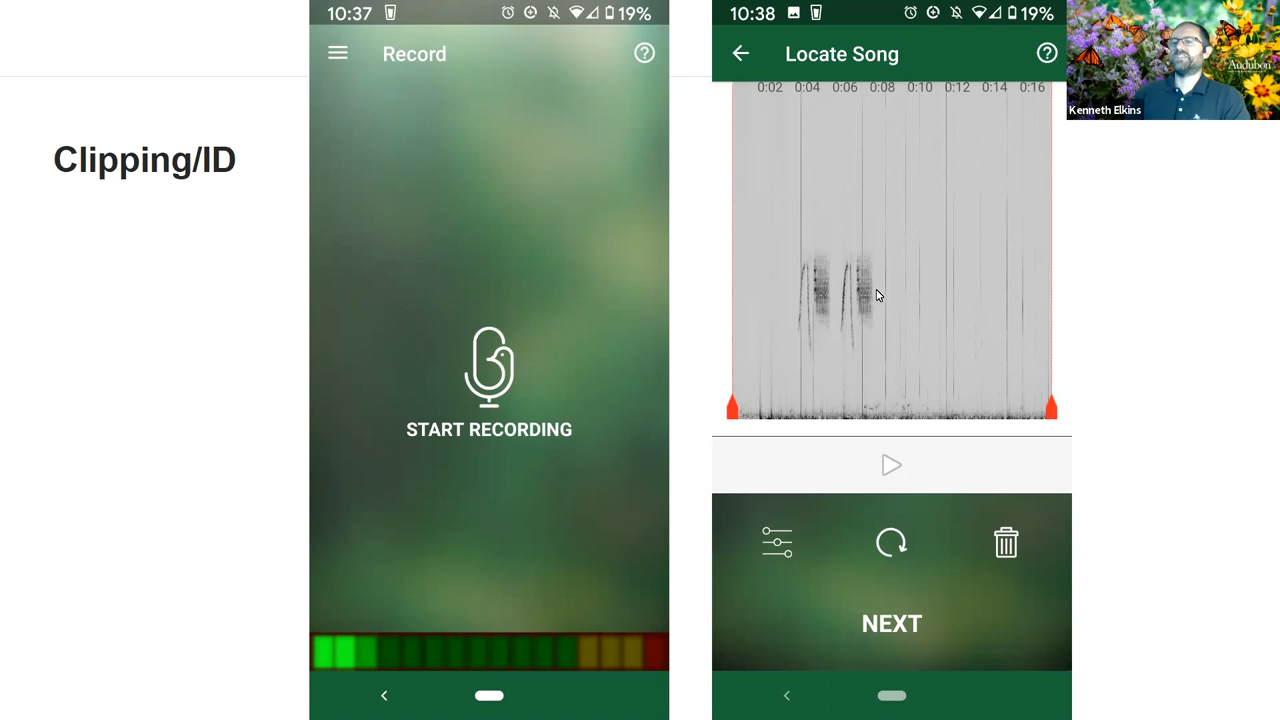 Clipping/ID
10:37
19%
Record
START RECORDING
10:38
19%
Locate Song
0:02 0:04 0:06 0:08 0:10 0:12 0:14 0:16
NEXT
Audubon
Kenneth Elkins